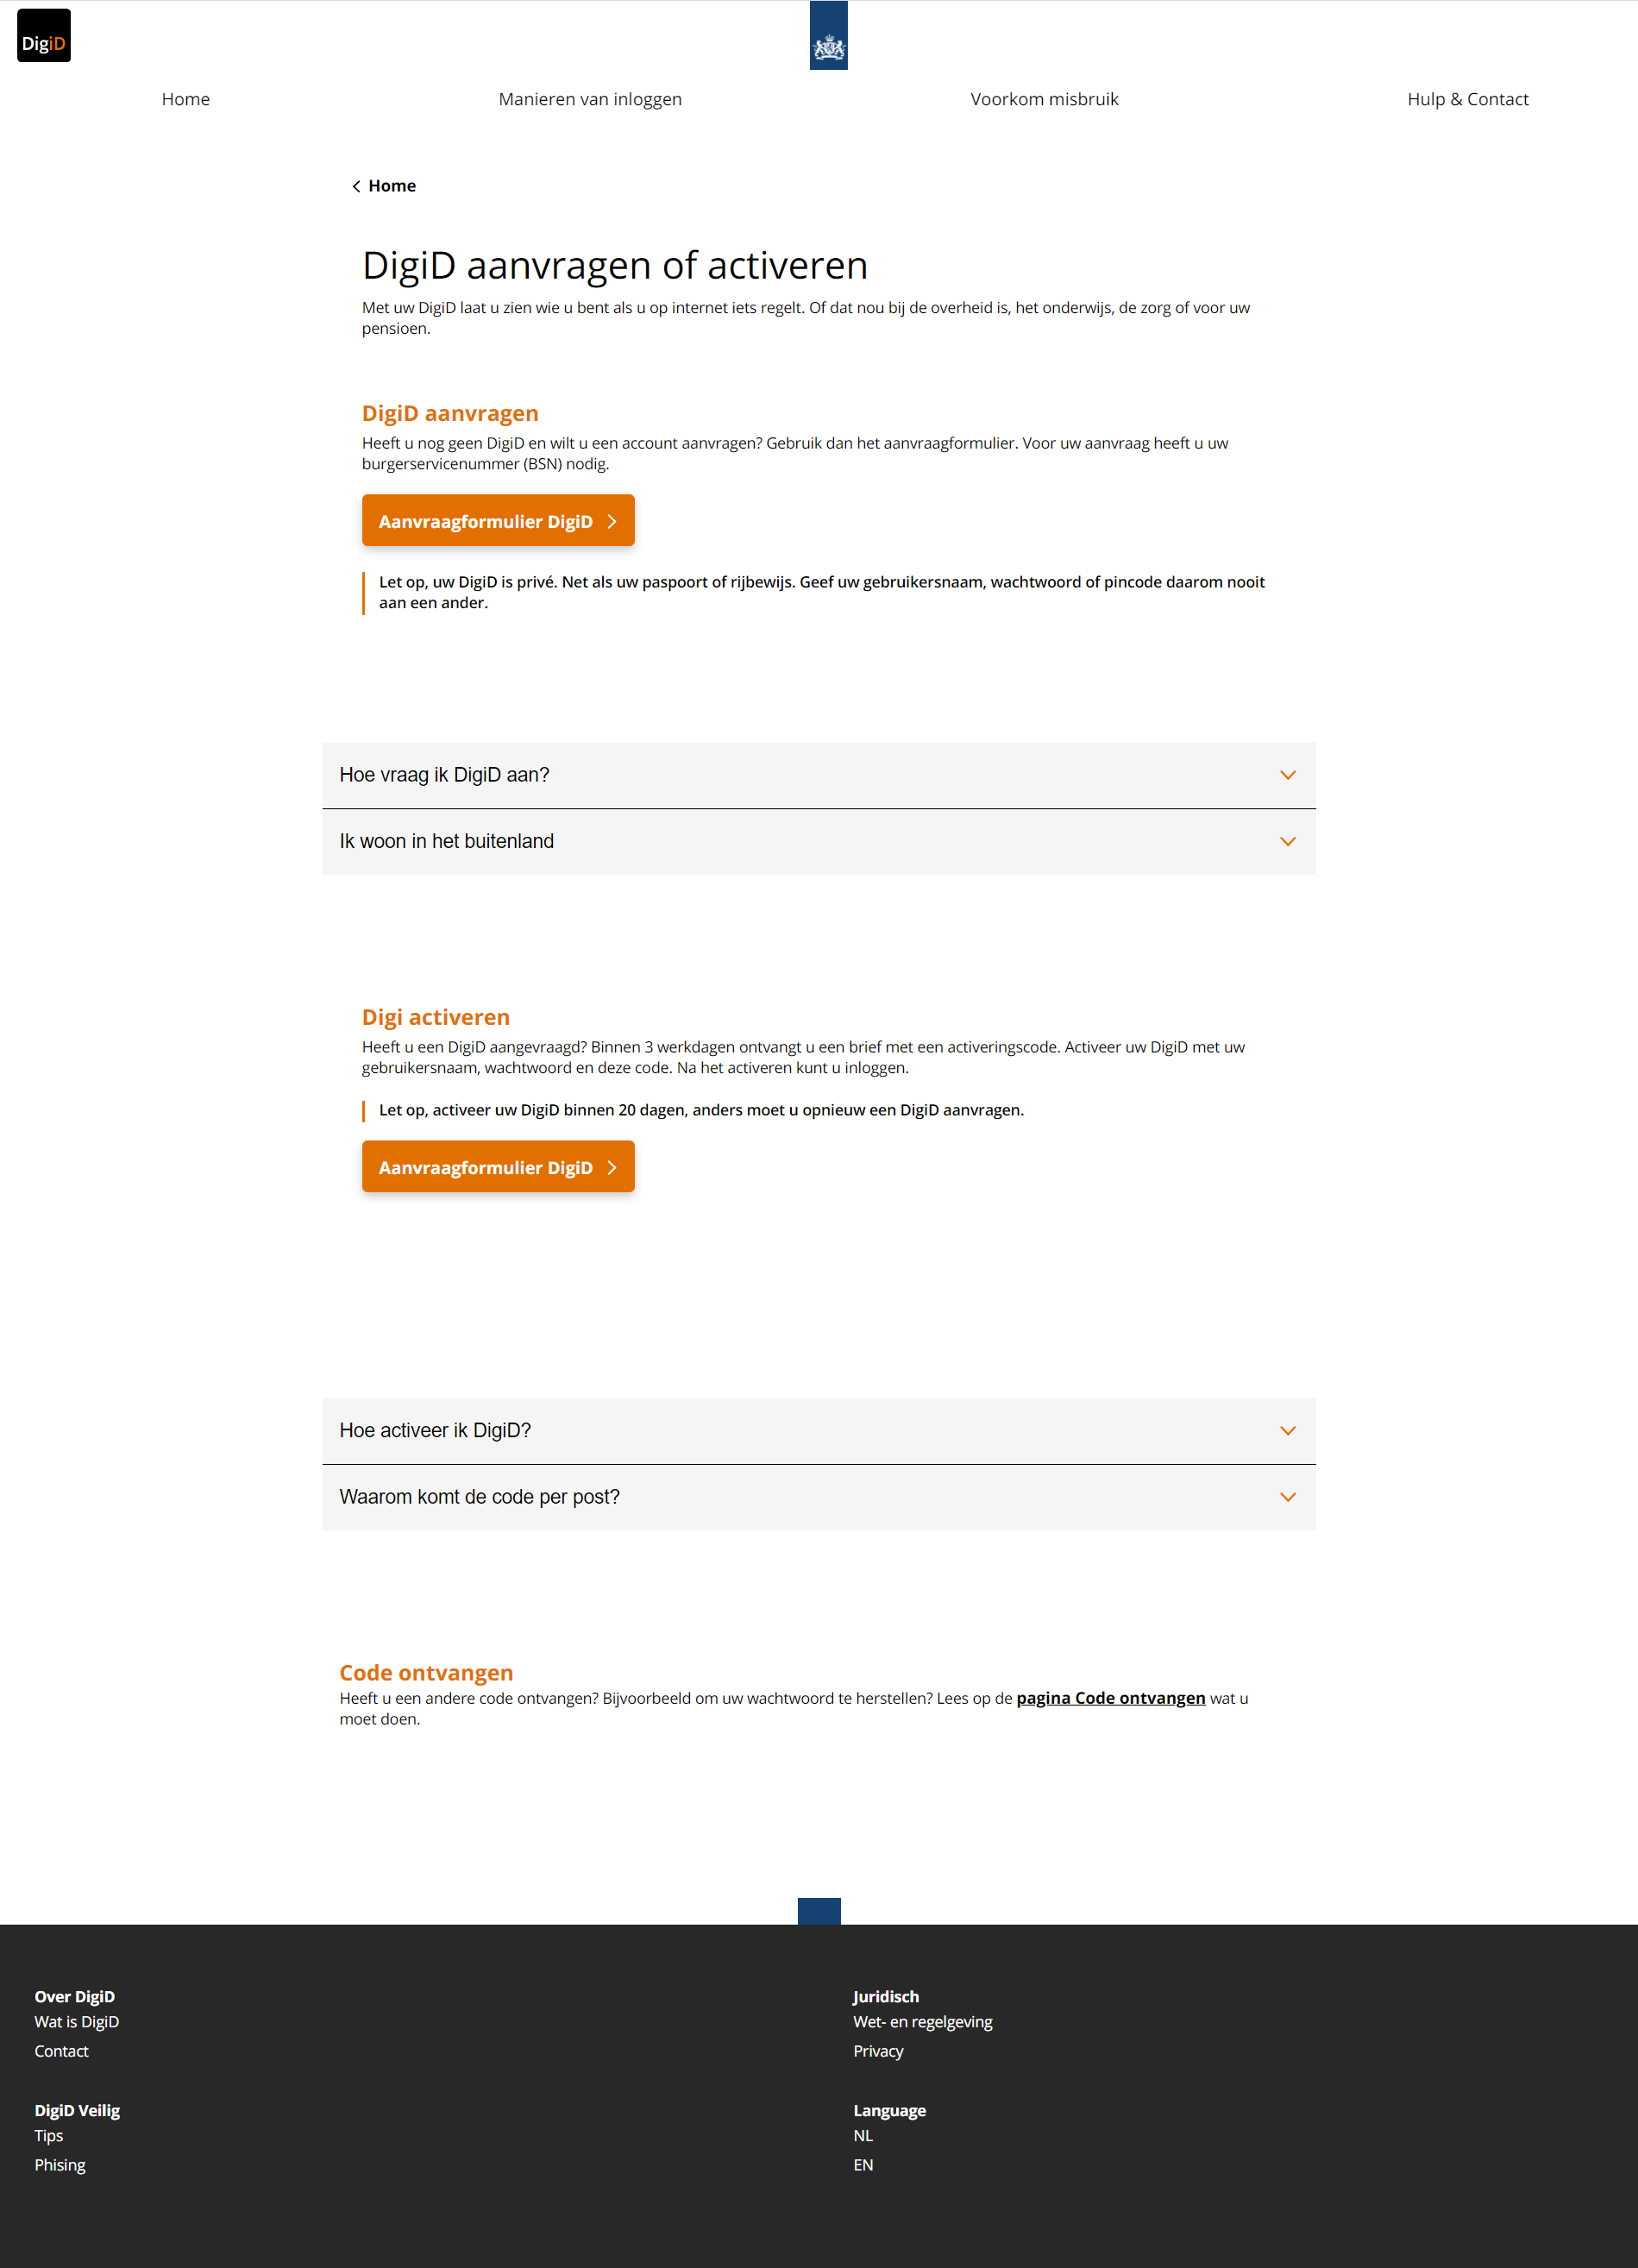 DigiD
Home
Manieren van inloggen
Voorkom misbruik
Hulp & Contact
Home
DigiD aanvragen of activeren
Met uw DigiD laat u zien wie u bent als u op internet iets regelt. Of dat nou bij de overheid is, het onderwijs, de zorg of voor uw
pensioen.
DigiD aanvragen
Heeft u nog geen DigiD en wilt u een account aanvragen? Gebruik dan het aanvraagformulier. Voor uw aanvraag heeft u uw
burgerservicenummer (BSN) nodig.
Aanvraagformulier DigiD
Let op, uw DigiD is privé. Net als uw paspoort of rijbewijs. Geef uw gebruikersnaam, wachtwoord of pincode daarom nooit
aan een ander.
Hoe vraag ik DigiD aan?
Ik woon in het buitenland
Digi activeren
Heeft u een DigiD aangevraagd? Binnen 3 werkdagen ontvangt u een brief met een activeringscode. Activeer uw DigiD met uw
gebruikersnaam, wachtwoord en deze code. Na het activeren kunt u inloggen.
Let op, activeer uw DigiD binnen 20 dagen, anders moet u opnieuw een DigiD aanvragen.
Aanvraagformulier DigiD
Hoe activeer ik DigiD?
Waarom komt de code per post?
Code ontvangen
Heeft u een andere code ontvangen? Bijvoorbeeld om uw wachtwoord te herstellen? Lees op de pagina Code ontvangen wat u
moet doen.
Over DigiD
Wat is DigiD
Contact
Juridisch
Wet- en regelgeving
Privacy
DigiD Veilig
Tips
Phising
Language
NL
EN